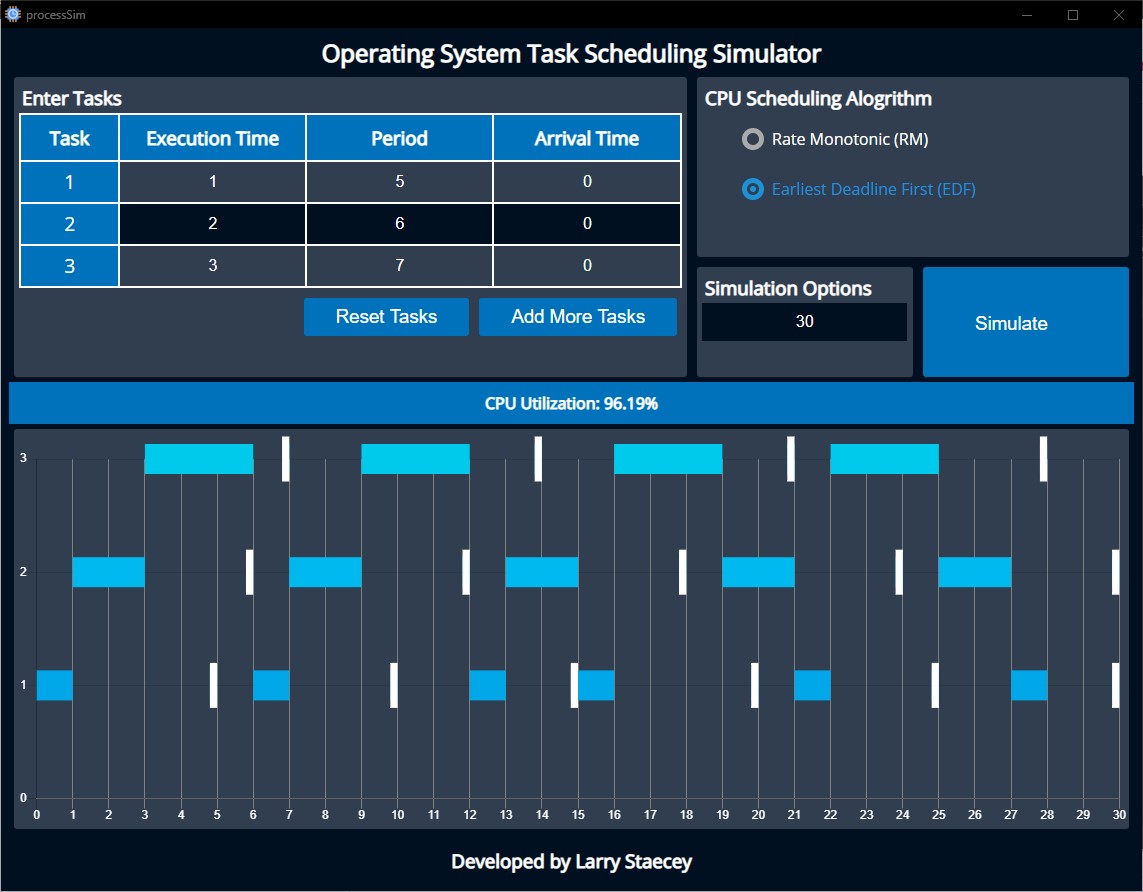 processSim
Operating System Task Scheduling Simulator
Enter Tasks
Task Execution Time Period Arrival Time
1 1 5 0
2 2 6 0
3 3 7 0
Reset Tasks Add More Tasks
CPU Scheduling Alogrithm
Rate Monotonic (RM)
Earliest Deadline First (EDF)
Simulation Options
30
Simulate
CPU Utilization: 96.19%
3
2
1
0
0 1 2 3 4 5 6 7 8 9 10 11 12 13 14 15 16 17 18 19 20 21 22 23 24 25 26 27 28 29 30
Developed by Larry Staecey